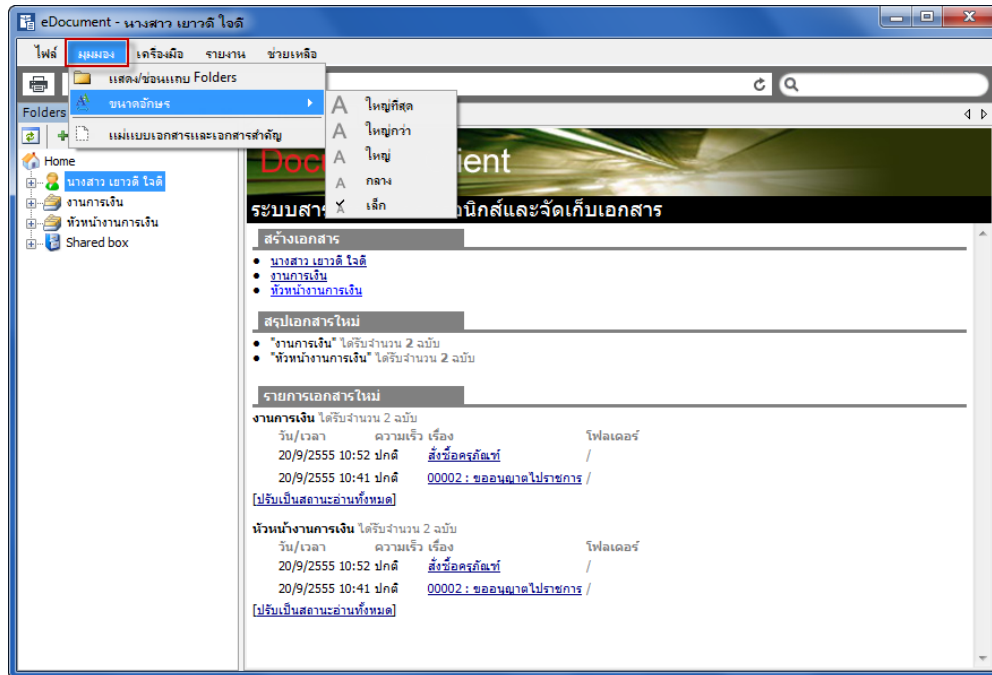 eDocument - นางสาว เยาวดี ใจดี
ไฟล์ มุมมอง เครื่องมือ รายงาน ช่วยเหลือ
แสดง/ซ่อนแถบ Folders
ขนาดอักษร
แม่แบบเอกสารและเอกสารสำคัญ
ใหญ่ที่สุด
ใหญ่กว่า
ใหญ่
กลาง
เล็ก
Folders
Home
นางสาว เยาวดี ใจดี
งานการเงิน
หัวหน้างานการเงิน
Shared box
Doc ient
ระบบสาร นิกส์และจัดเก็บเอกสาร
สร้างเอกสาร
นางสาว เยาวดี ใจดี
งานการเงิน
หัวหน้างานการเงิน
สรุปเอกสารใหม่
"งานการเงิน" ได้รับจำนวน 2 ฉบับ
"หัวหน้างานการเงิน" ได้รับจำนวน 2 ฉบับ
รายการเอกสารใหม่
งานการเงิน ได้รับจำนวน 2 ฉบับ
วัน/เวลา ความเร็ว เรื่อง โฟลเดอร์
20/9/2555 10:52 ปกติ สั่งซื้อครุภัณฑ์ /
20/9/2555 10:41 ปกติ 00002 : ขออนุญาตไปราชการ /
[ปรับเป็นสถานะอ่านทั้งหมด]
หัวหน้างานการเงิน ได้รับจำนวน 2 ฉบับ
วัน/เวลา ความเร็ว เรื่อง โฟลเดอร์
20/9/2555 10:52 ปกติ สั่งซื้อครุภัณฑ์ /
20/9/2555 10:41 ปกติ 00002 : ขออนุญาตไปราชการ /
[ปรับเป็นสถานะอ่านทั้งหมด]